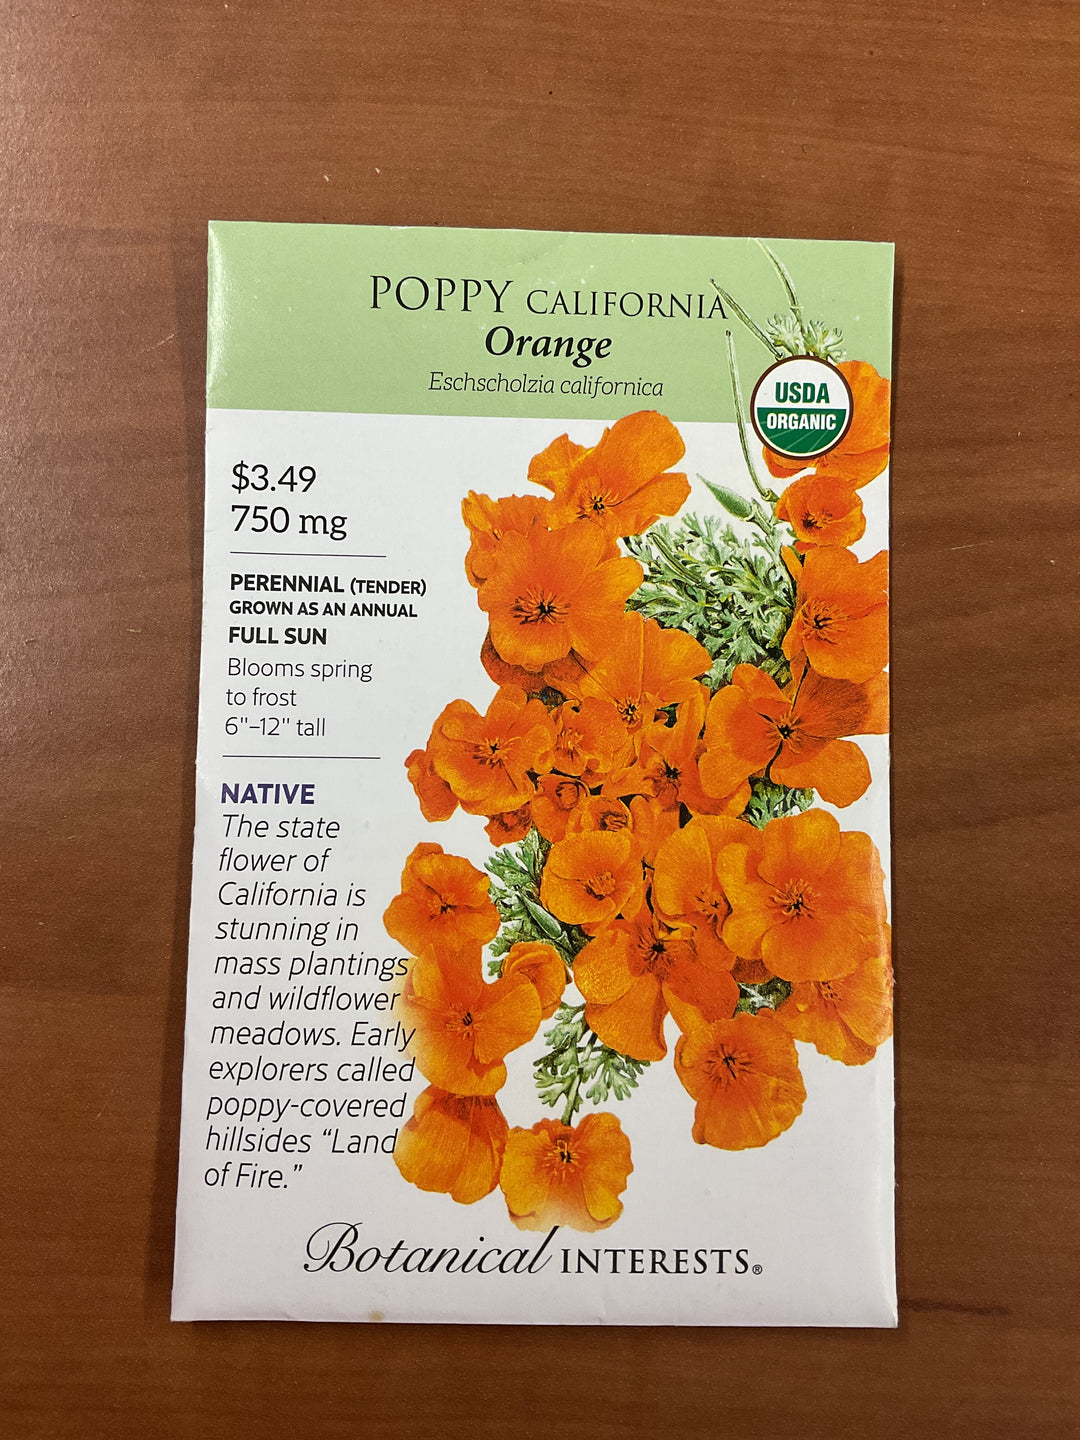 POPPY CALIFORNIA
Orange
Eschscholzia californica
USDA
ORGANIC
$3.49
750 mg
PERENNIAL (TENDER)
GROWN AS AN ANNUAL
FULL SUN
Blooms spring
to frost
6"–12" tall
NATIVE
The state
flower of
California is
stunning in
mass plantings
and wildflower
meadows. Early
explorers called
poppy-covered
hillsides “Land
of Fire.”
Botanical INTERESTS®